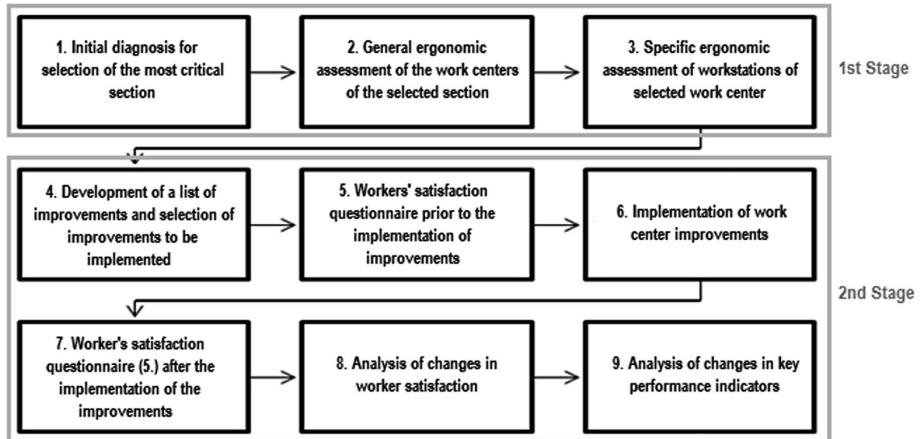 1. Initial diagnosis for
selection of the most critical
section
2. General ergonomic
assessment of the work centers
of the selected section
3. Specific ergonomic
assessment of workstations of
selected work center
1st Stage
4. Development of a list of
improvements and selection of
improvements to be
implemented
5. Workers' satisfaction
questionnaire prior to the
implementation of
improvements
6. Implementation of work
center improvements
2nd Stage
7. Worker's satisfaction
questionnaire (5.) after the
implementation of the
improvements
8. Analysis of changes in
worker satisfaction
9. Analysis of changes in key
performance indicators